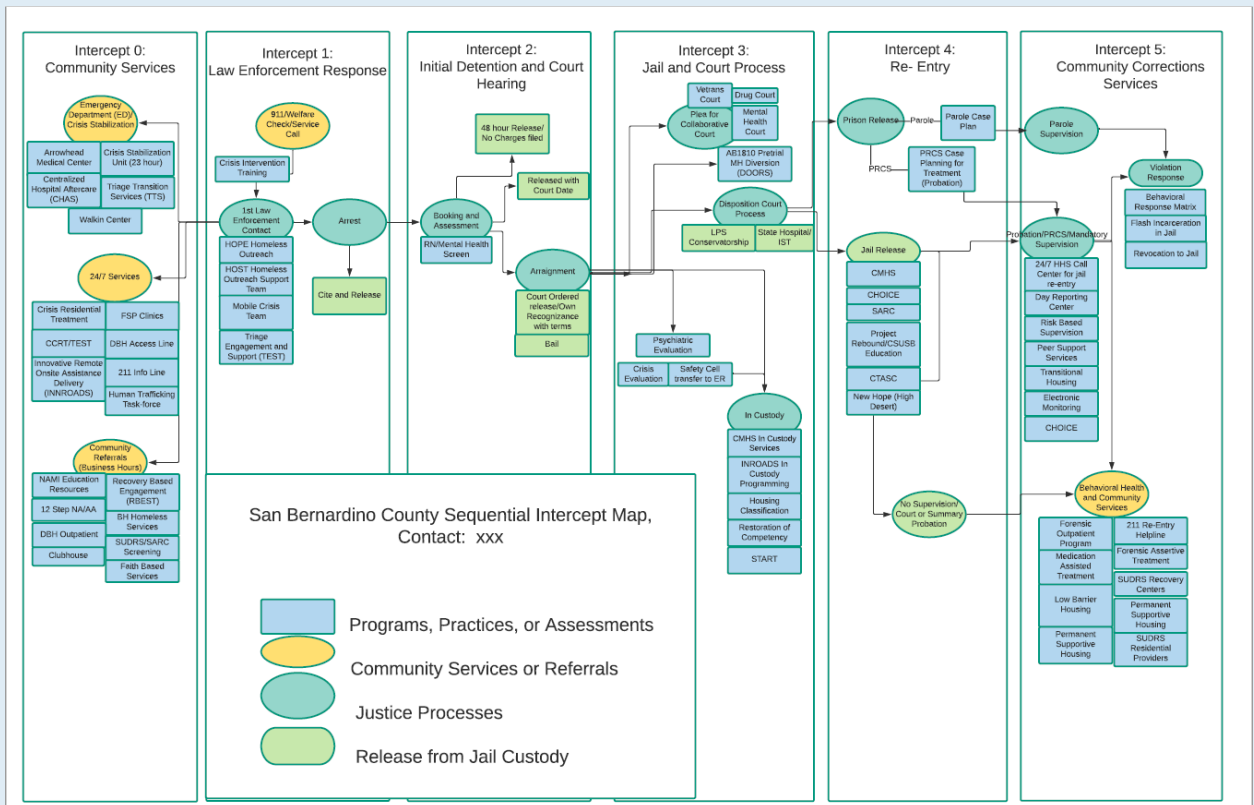 Intercept 0:
Community Services
Emergency
Department (ED)/
Crisis Stabilization
Arrowhead
Medical Center
Crisis Stabilization
Unit (23 hour)
Centralized
Hospital Aftercare
(CHAS)
Triage Transition
Services (TTS)
Walkin Center
24/7 Services
Crisis Residential
Treatment
FSP Clinics
CCRT/TEST
DBH Access Line
Innovative Remote
Onsite Assistance
Delivery
(INNROADS)
211 Info Line
Human Trafficking
Task-force
Community
Referrals
(Business Hours)
NAMI Education
Resources
Recovery Based
Engagement
(RBEST)
12 Step NA/AA
BH Homeless
Services
DBH Outpatient
SUDRS/SARC
Screening
Clubhouse
Faith Based
Services
Intercept 1:
Law Enforcement Response
911/Welfare
Check/Service
Call
Crisis Intervention
Training
1st Law
Enforcement
Contact
HOPE Homeless
Outreach
HOST Homeless
Outreach Support
Team
Mobile Crisis
Team
Triage
Engagement and
Support (TEST)
Arrest
Cite and Release
Intercept 2:
Initial Detention and Court
Hearing
48 hour Release/
No Charges filed
Released with
Court Date
Booking and
Assessment
RN/Mental Health
Screen
Arraignment
Court Ordered
release/Own
Recognizance
with terms
Bail
Intercept 3:
Jail and Court Process
Vetrans
Court
Drug Court
Plea for
Collaborative
Court
Mental
Health
Court
AB1810 Pretrial
MH Diversion
(DOORS)
Disposition Court
Process
LPS
Conservatorship
State Hospital/
IST
Psychiatric
Evaluation
Crisis
Evaluation
Safety Cell
transfer to ER
In Custody
CMHS In Custody
Services
INROADS In
Custody
Programming
Housing
Classification
Restoration of
Competency
START
Intercept 4:
Re- Entry
Prison Release
Parole
Parole Case
Plan
PRCS
PRCS Case
Planning for
Treatment
(Probation)
Jail Release
CMHS
CHOICE
SARC
Project
Rebound/CSUSB
Education
CTASC
New Hope (High
Desert)
No Supervision/
Court or Summary
Probation
Intercept 5:
Community Corrections
Services
Parole
Supervision
Violation
Response
Behavioral
Response Matrix
Flash Incarceration
in Jail
Revocation to Jail
Probation/PRCS/Mandatory
Supervision
24/7 HHS Call
Center for jail
re-entry
Day Reporting
Center
Risk Based
Supervision
Peer Support
Services
Transitional
Housing
Electronic
Monitoring
CHOICE
Behavioral Health
and Community
Services
Forensic
Outpatient
Program
211 Re-Entry
Helpline
Medication
Assisted
Treatment
Forensic Assertive
Treatment
SUDRS Recovery
Centers
Low Barrier
Housing
Permanent
Supportive
Housing
Permanent
Supportive
Housing
SUDRS
Residential
Providers
San Bernardino County Sequential Intercept Map,
Contact: xxx
Programs, Practices, or Assessments
Community Services or Referrals
Justice Processes
Release from Jail Custody